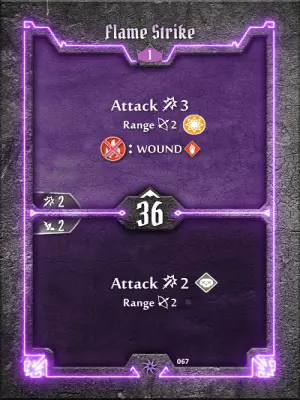 Flame Strike
1
Attack 3
Range 2
: WOUND
2
36
2
Attack 2
Range 2
067